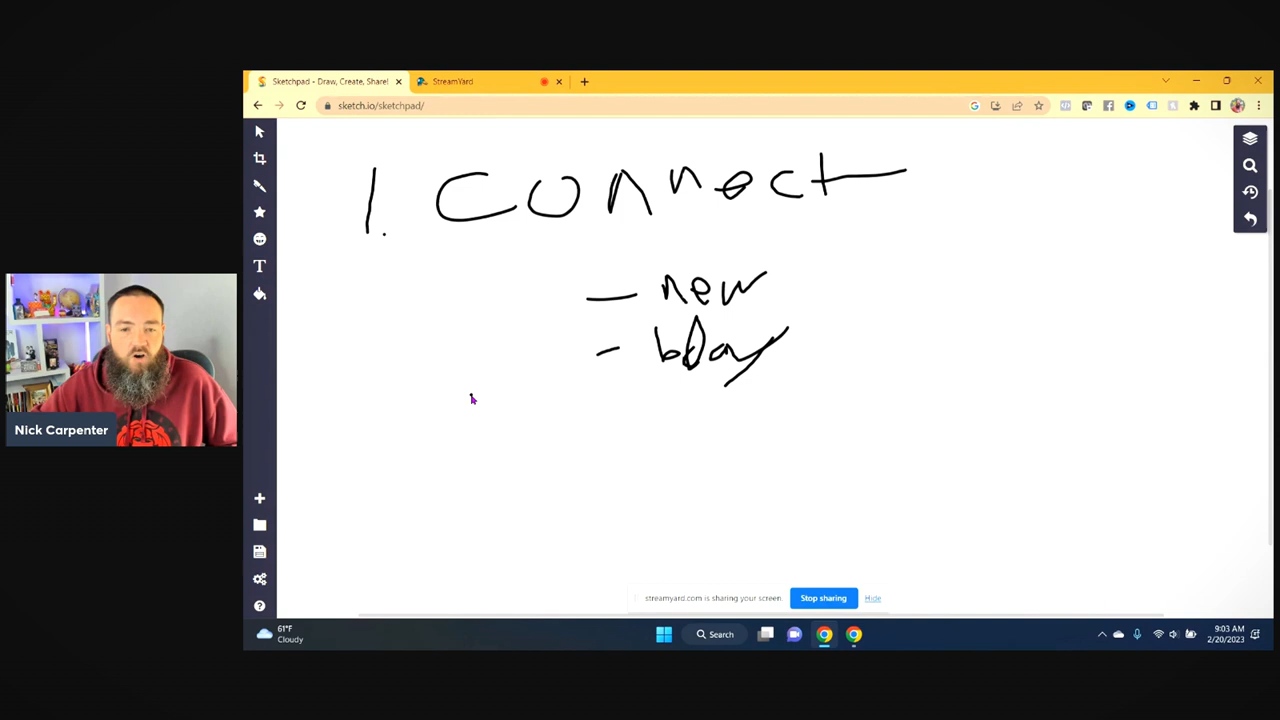 Sketchpad - Draw, Create, Share!
StreamYard
sketch.io/sketchpad/
1. Connect
- new
- bday
T
Nick Carpenter
streamyard.com is sharing your screen.
Stop sharing
Hide
61°F
Cloudy
Search
9:03 AM
2/20/2023